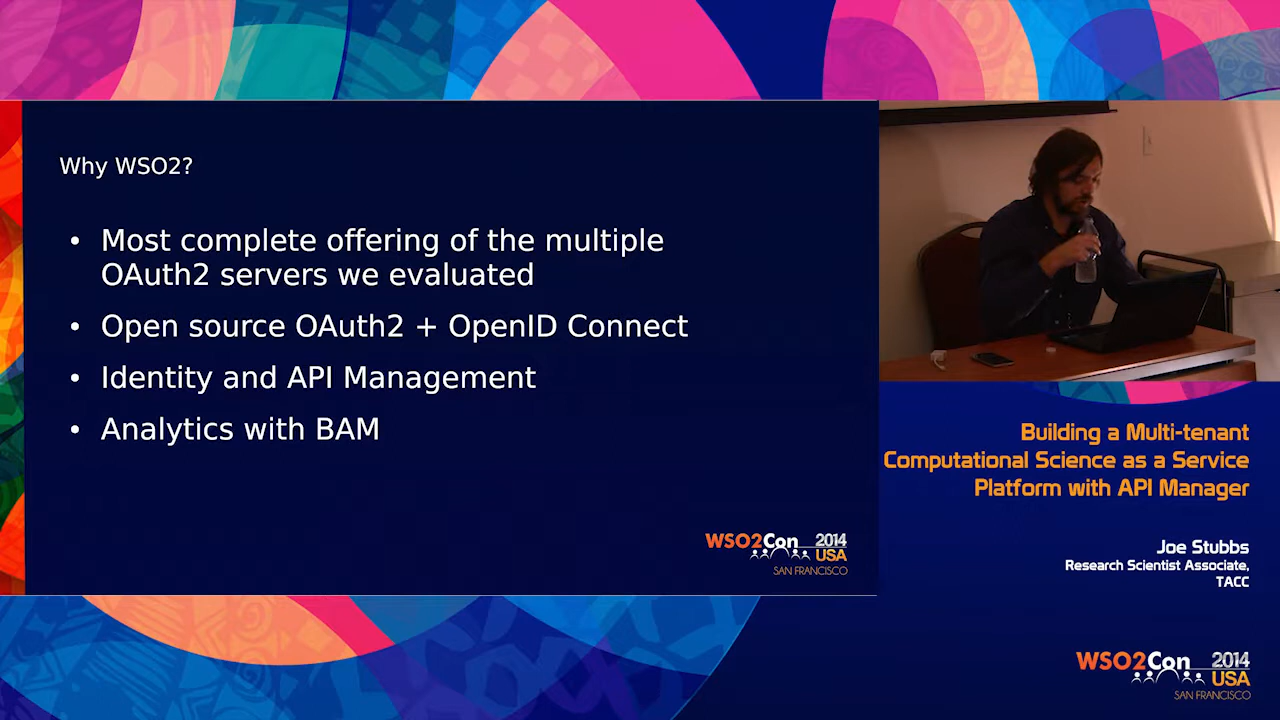 Why WSO2?
• Most complete offering of the multiple
OAuth2 servers we evaluated
• Open source OAuth2 + OpenID Connect
• Identity and API Management
• Analytics with BAM
WSO2Con 2014
USA
SAN FRANCISCO
Building a Multi-tenant
Computational Science as a Service
Platform with API Manager
Joe Stubbs
Research Scientist Associate,
TACC
WSO2Con 2014
USA
SAN FRANCISCO